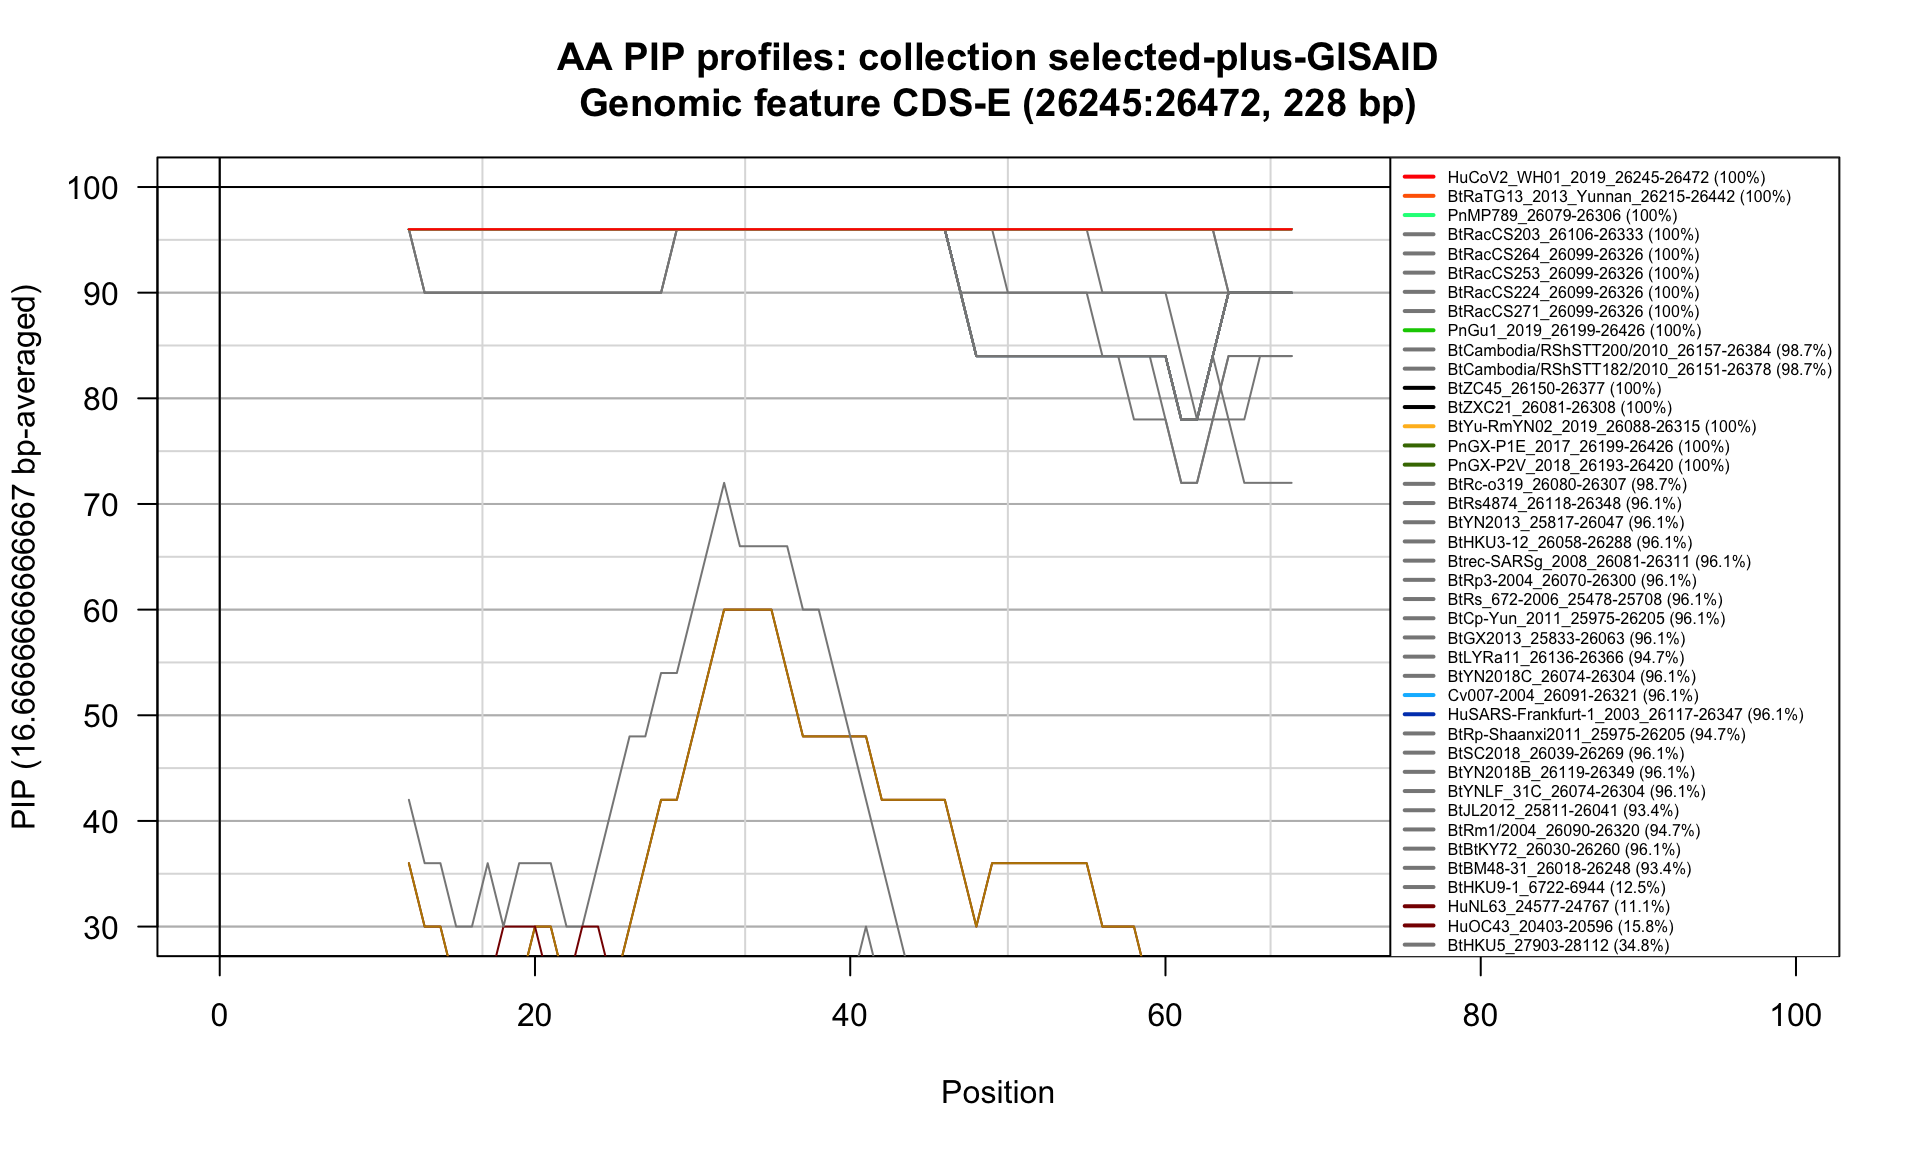 AA PIP profiles: collection selected-plus-GISAID
Genomic feature CDS-E (26245:26472, 228 bp)
PIP (16.6666666666667 bp-averaged)
100
90
80
70
60
50
40
30
0
20
40
60
80
100
Position
HuCoV2_WH01_2019_26245-26472 (100%)
BtRaTG13_2013_Yunnan_26215-26442 (100%)
PnMP789_26079-26306 (100%)
BtRacCS203_26106-26333 (100%)
BtRacCS264_26099-26326 (100%)
BtRacCS253_26099-26326 (100%)
BtRacCS224_26099-26326 (100%)
BtRacCS271_26099-26326 (100%)
PnGu1_2019_26199-26426 (100%)
BtCambodia/RShSTT200/2010_26157-26384 (98.7%)
BtCambodia/RShSTT182/2010_26151-26378 (98.7%)
BtZC45_26150-26377 (100%)
BtZXC21_26081-26308 (100%)
BtYu-RmYN02_2019_26088-26315 (100%)
PnGX-P1E_2017_26199-26426 (100%)
PnGX-P2V_2018_26193-26420 (100%)
BtRc-o319_26080-26307 (98.7%)
BtRs4874_26118-26348 (96.1%)
BtYN2013_25817-26047 (96.1%)
BtHKU3-12_26058-26288 (96.1%)
Btrec-SARSg_2008_26081-26311 (96.1%)
BtRp3-2004_26070-26300 (96.1%)
BtRs_672-2006_25478-25708 (96.1%)
BtCp-Yun_2011_25975-26205 (96.1%)
BtGX2013_25833-26063 (96.1%)
BtLYRa11_26136-26366 (94.7%)
BtYN2018C_26074-26304 (96.1%)
Cv007-2004_26091-26321 (96.1%)
HuSARS-Frankfurt-1_2003_26117-26347 (96.1%)
BtRp-Shaanxi2011_25975-26205 (94.7%)
BtSC2018_26039-26269 (96.1%)
BtYN2018B_26119-26349 (96.1%)
BtYNLF_31C_26074-26304 (96.1%)
BtJL2012_25811-26041 (93.4%)
BtRm1/2004_26090-26320 (94.7%)
BtBtKY72_26030-26260 (96.1%)
BtBM48-31_26018-26248 (93.4%)
BtHKU9-1_6722-6944 (12.5%)
HuNL63_24577-24767 (11.1%)
HuOC43_20403-20596 (15.8%)
BtHKU5_27903-28112 (34.8%)